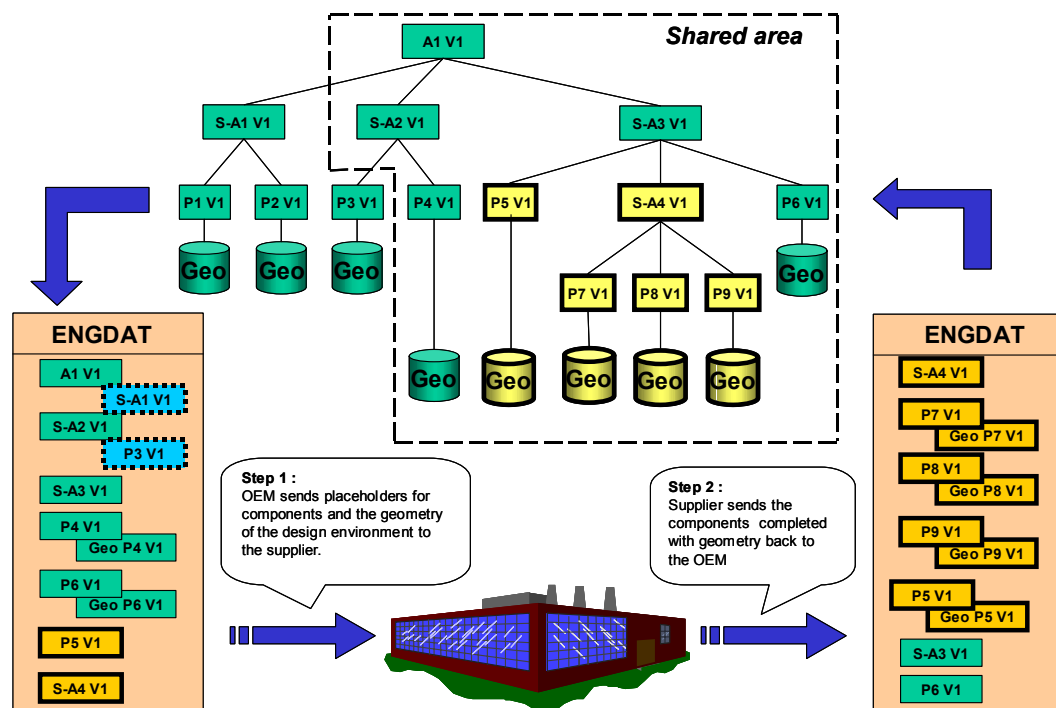 Shared area
A1 V1
S-A1 V1
S-A2 V1
S-A3 V1
P1 V1
P2 V1
P3 V1
P4 V1
P5 V1
S-A4 V1
P6 V1
Geo
Geo
Geo
Geo
P7 V1
P8 V1
P9 V1
Geo
Geo
Geo
Geo
Geo
ENGDAT
A1 V1
S-A1 V1
S-A2 V1
P3 V1
S-A3 V1
P4 V1
Geo P4 V1
P6 V1
Geo P6 V1
P5 V1
S-A4 V1
Step 1 :
OEM sends placeholders for
components and the geometry
of the design environment to
the supplier.
Step 2 :
Supplier sends the
components completed
with geometry back to
the OEM
ENGDAT
S-A4 V1
P7 V1
Geo P7 V1
P8 V1
Geo P8 V1
P9 V1
Geo P9 V1
P5 V1
Geo P5 V1
S-A3 V1
P6 V1